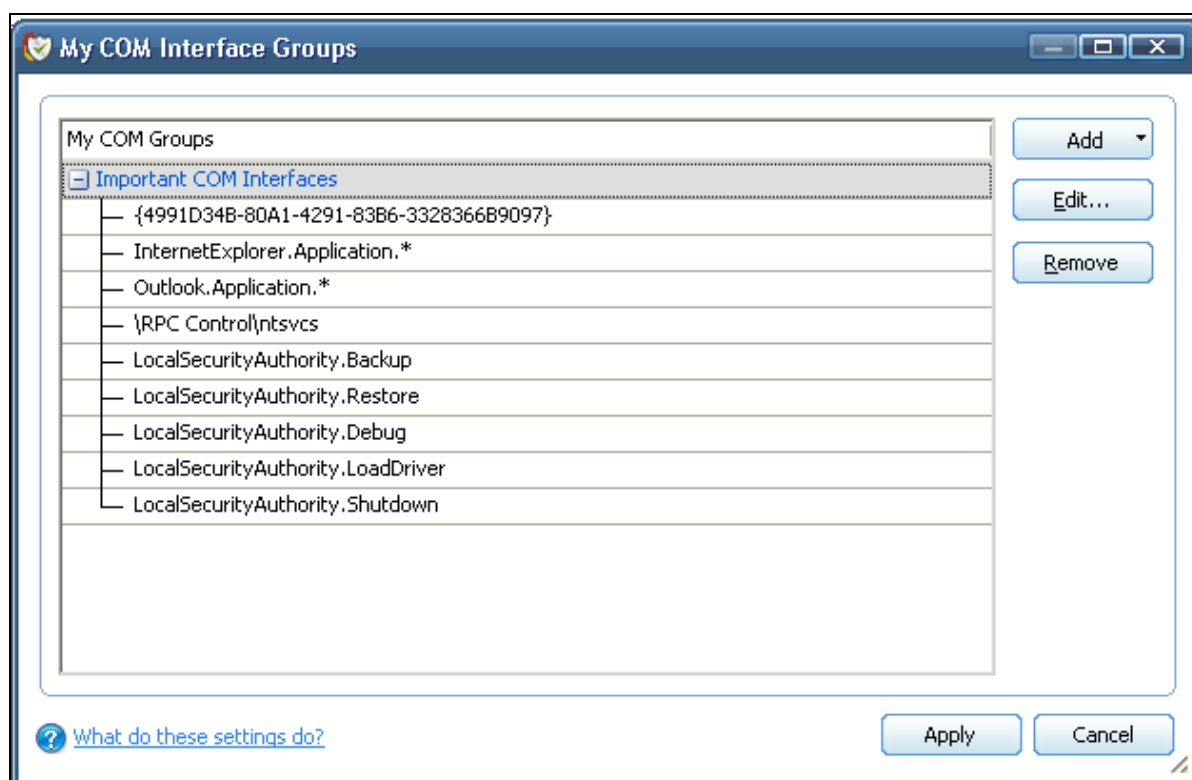 My COM Interface Groups
My COM Groups
Add
Important COM Interfaces
Edit...
{4991D34B-80A1-4291-83B6-3328366B9097}
InternetExplorer.Application.*
Remove
Outlook.Application.*
\RPC Control\ntsvcs
LocalSecurityAuthority.Backup
LocalSecurityAuthority.Restore
LocalSecurityAuthority.Debug
LocalSecurityAuthority.LoadDriver
LocalSecurityAuthority.Shutdown
What do these settings do?
Apply
Cancel